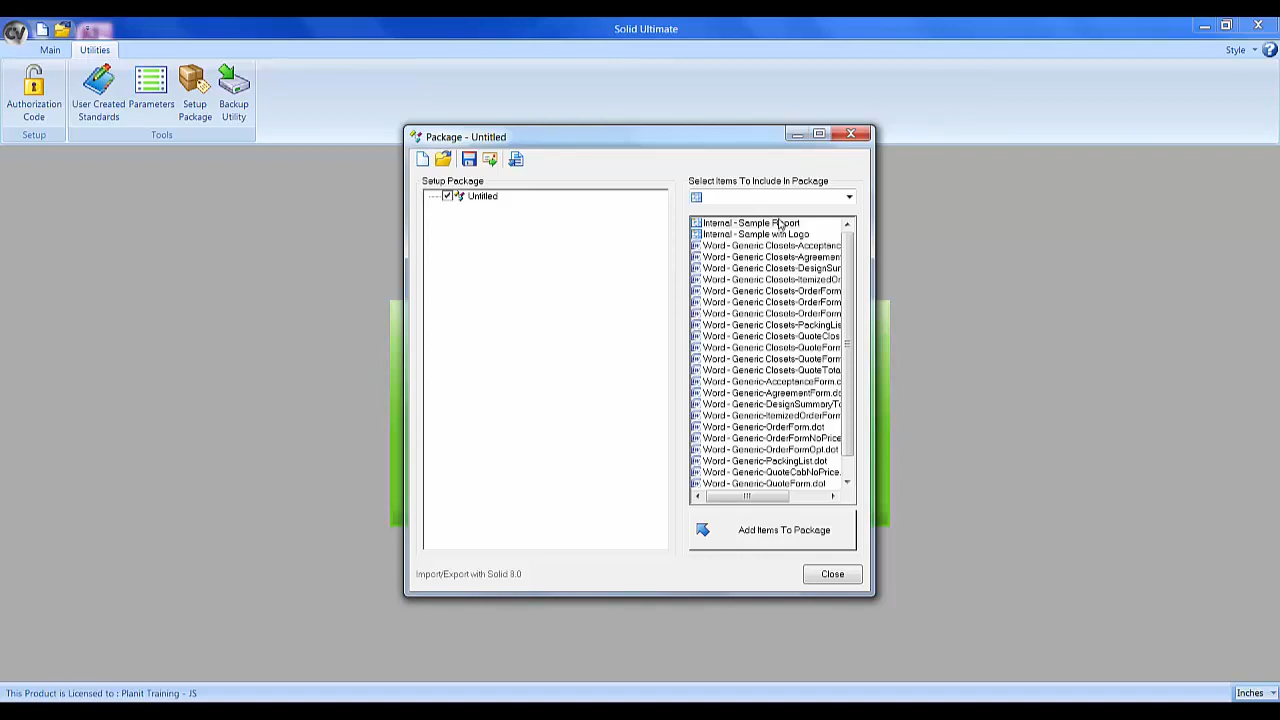 CV
Solid Ultimate
Main
Utilities
Style
Authorization Code
User Created Standards
Parameters
Setup Package
Backup Utility
Setup
Tools
Package - Untitled
Setup Package
Select Items To Include In Package
Untitled
Internal - Sample Report
Internal - Sample with Logo
Word - Generic Closets-Acceptanc
Word - Generic Closets-Agreemen
Word - Generic Closets-DesignSur
Word - Generic Closets-ItemizedOr
Word - Generic Closets-OrderForm
Word - Generic Closets-OrderForm
Word - Generic Closets-OrderForm
Word - Generic Closets-PackingLis
Word - Generic Closets-QuoteClos
Word - Generic Closets-QuoteForm
Word - Generic Closets-QuoteForm
Word - Generic Closets-QuoteTota
Word - Generic-AcceptanceForm.c
Word - Generic-AgreementForm.do
Word - Generic-DesignSummaryTo
Word - Generic-ItemizedOrderForm
Word - Generic-OrderForm.dot
Word - Generic-OrderFormNoPrice
Word - Generic-OrderFormOpt.dot
Word - Generic-PackingList.dot
Word - Generic-QuoteCabNoPrice.
Word - Generic-QuoteForm.dot
Add Items To Package
Import/Export with Solid 8.0
Close
This Product is Licensed to : Planit Training - JS
Inches